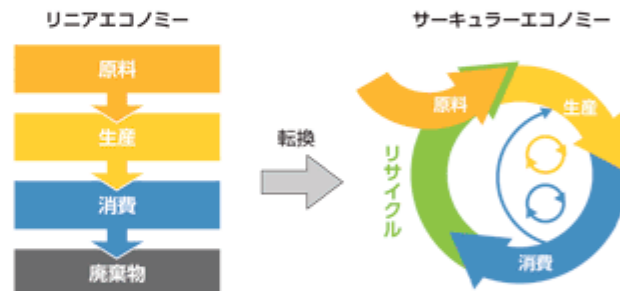 リニアエコノミー
原料
生産
消費
廃棄物
転換
サーキュラーエコノミー
原料
生産
リサイクル
消費